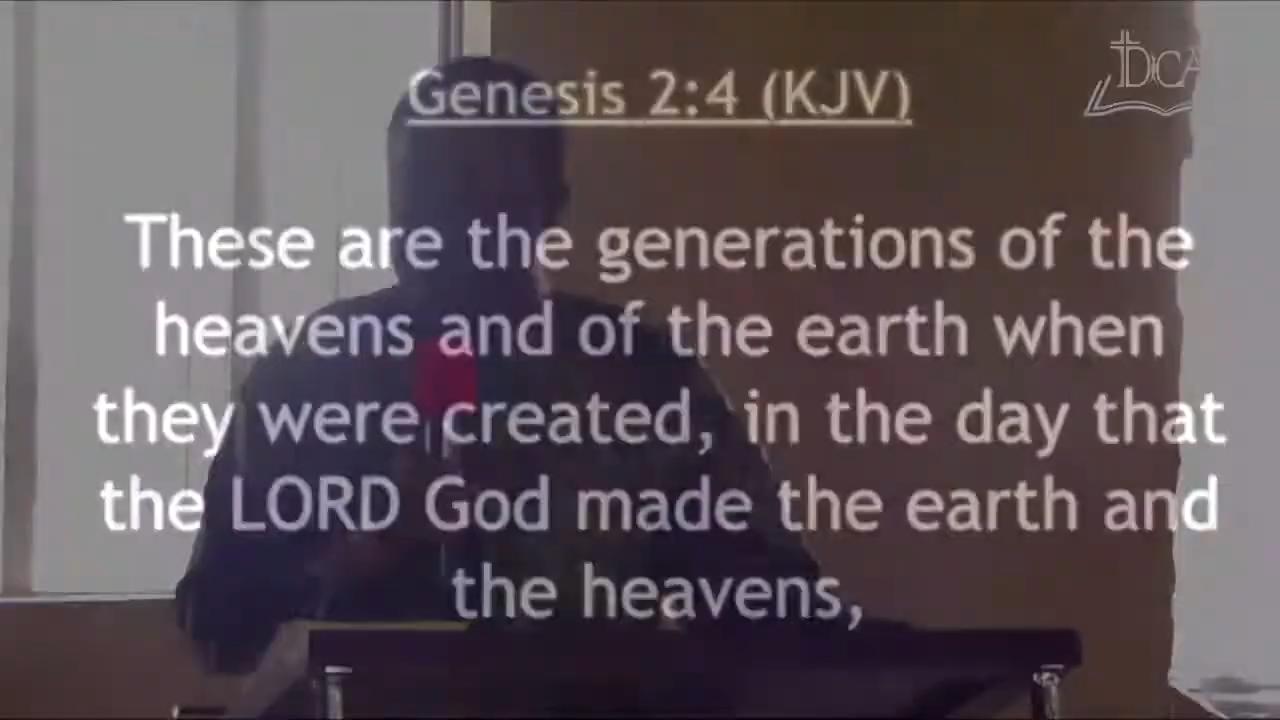 Genesis 2:4 (KJV)
DCA
These are the generations of the
heavens and of the earth when
they were created, in the day that
the LORD God made the earth and
the heavens,